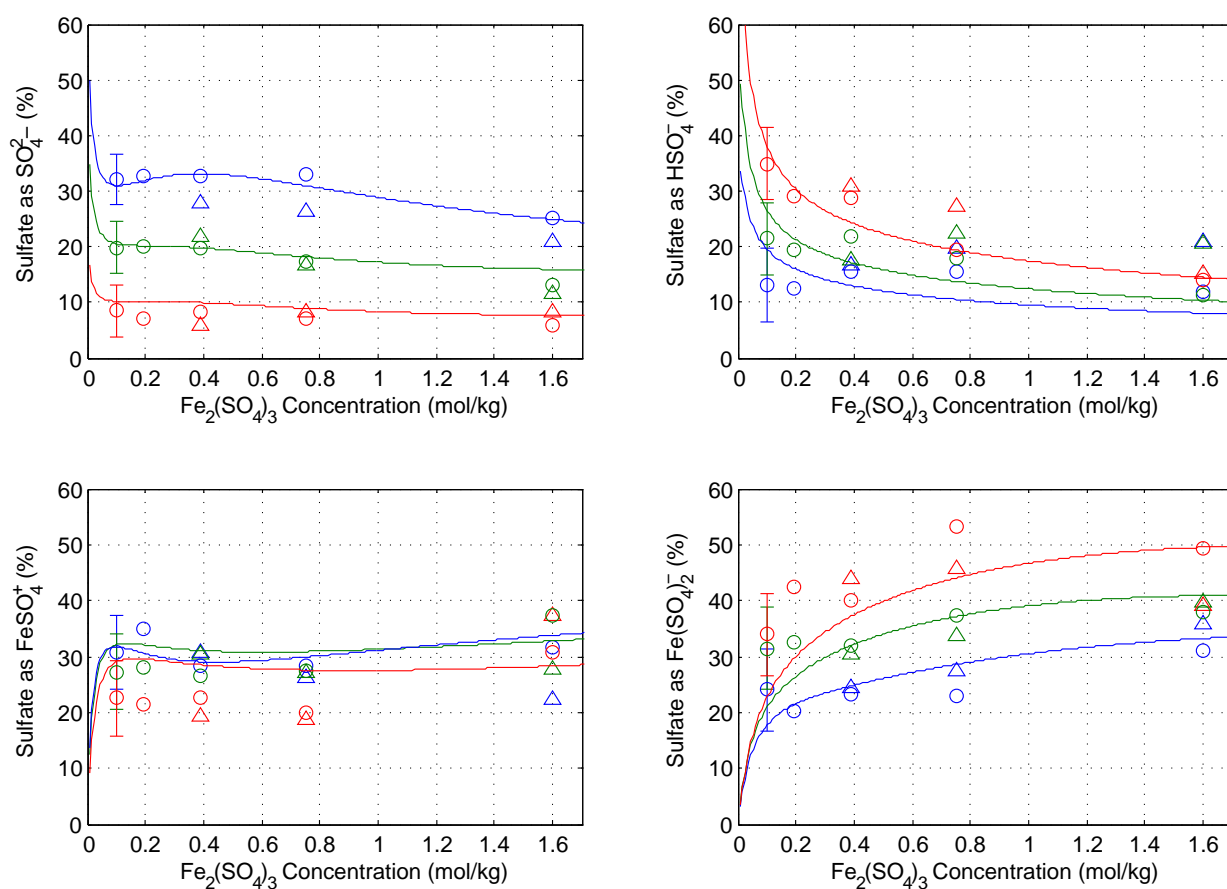 60
50
40
30
20
10
0
Sulfate as SO₄²⁻ (%)
0 0.2 0.4 0.6 0.8 1 1.2 1.4 1.6
Fe₂(SO₄)₃ Concentration (mol/kg)
60
50
40
30
20
10
0
Sulfate as HSO₄⁻ (%)
0 0.2 0.4 0.6 0.8 1 1.2 1.4 1.6
Fe₂(SO₄)₃ Concentration (mol/kg)
60
50
40
30
20
10
0
Sulfate as FeSO₄⁺ (%)
0 0.2 0.4 0.6 0.8 1 1.2 1.4 1.6
Fe₂(SO₄)₃ Concentration (mol/kg)
60
50
40
30
20
10
0
Sulfate as Fe(SO₄)₂⁻ (%)
0 0.2 0.4 0.6 0.8 1 1.2 1.4 1.6
Fe₂(SO₄)₃ Concentration (mol/kg)